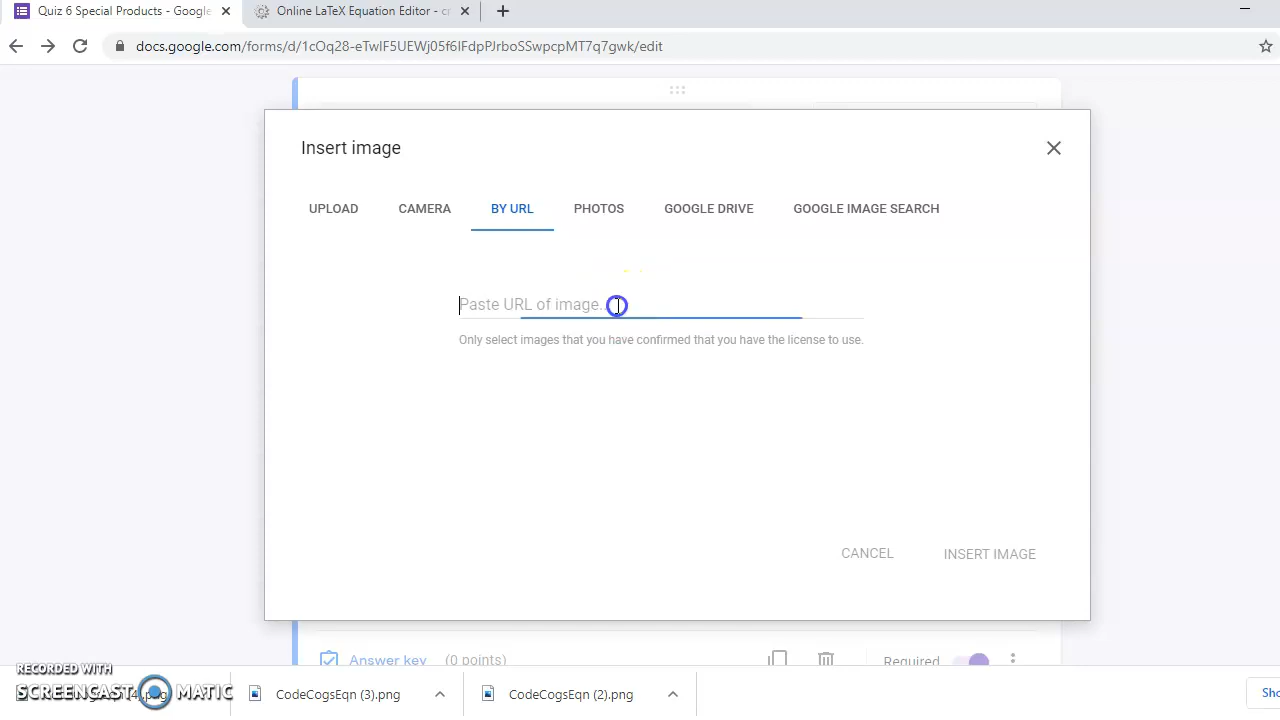 Quiz 6 Special Products - Google
Online LaTeX Equation Editor - cr
docs.google.com/forms/d/1cOq28-eTwIF5UEWj05f6IFdpPJrboSSwpcpMT7q7gwk/edit
Insert image
UPLOAD
CAMERA
BY URL
PHOTOS
GOOGLE DRIVE
GOOGLE IMAGE SEARCH
Paste URL of image...
Only select images that you have confirmed that you have the license to use.
CANCEL
INSERT IMAGE
Answer key
(0 points)
Required
RECORDED WITH
SCREENCAST MATIC
CodeCogsEqn (3).png
CodeCogsEqn (2).png
Sho